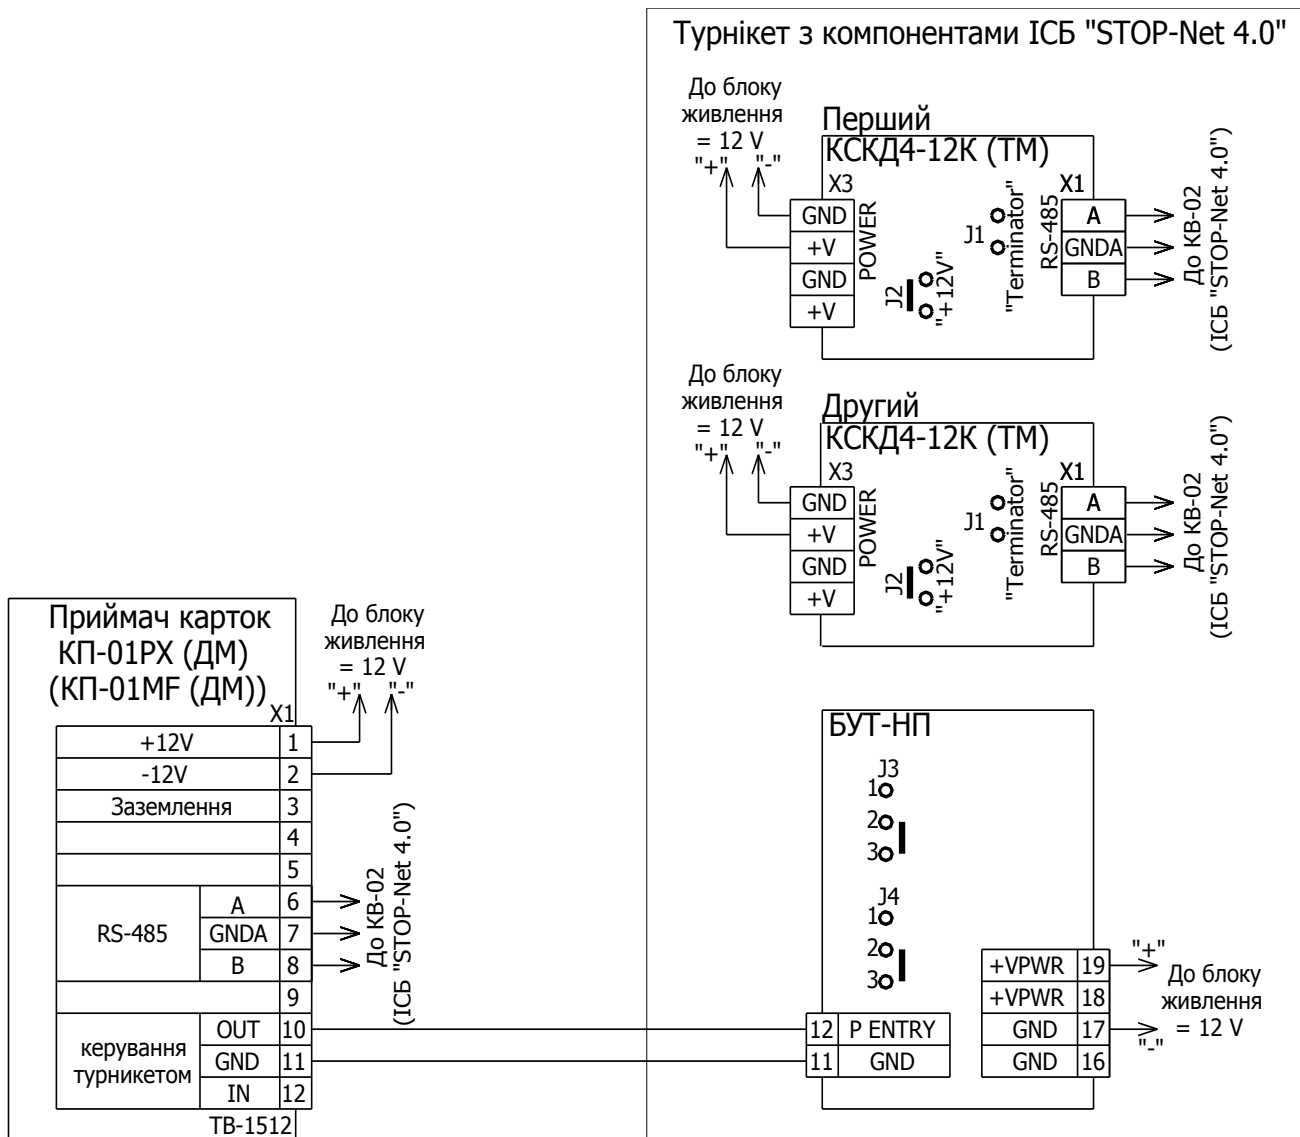 Турнікет з компонентами ІСБ "STOP-Net 4.0"
До блоку
живлення
= 12 V
"+" "-"
Перший
КСКД4-12К (ТМ)
X3
GND
+V
GND
+V
POWER
J2
"+12V"
J1
"Terminator"
RS-485
X1
A
GNDA
B
До КВ-02
(ІСБ "STOP-Net 4.0")
До блоку
живлення
= 12 V
"+" "-"
Другий
КСКД4-12К (ТМ)
X3
GND
+V
GND
+V
POWER
J2
"+12V"
J1
"Terminator"
RS-485
X1
A
GNDA
B
До КВ-02
(ІСБ "STOP-Net 4.0")
Приймач карток
КП-01РХ (ДМ)
(КП-01MF (ДМ))
До блоку
живлення
= 12 V
"+" "-"
X1
+12V 1
-12V 2
Заземлення 3
4
5
RS-485
A 6
GNDA 7
B 8
9
керування
турникетом
OUT 10
GND 11
IN 12
ТВ-1512
До КВ-02
(ІСБ "STOP-Net 4.0")
БУТ-НП
J3
1
2
3
J4
1
2
3
12 P ENTRY
11 GND
+VPWR 19
+VPWR 18
GND 17
GND 16
"+"
До блоку
живлення
= 12 V
"-"